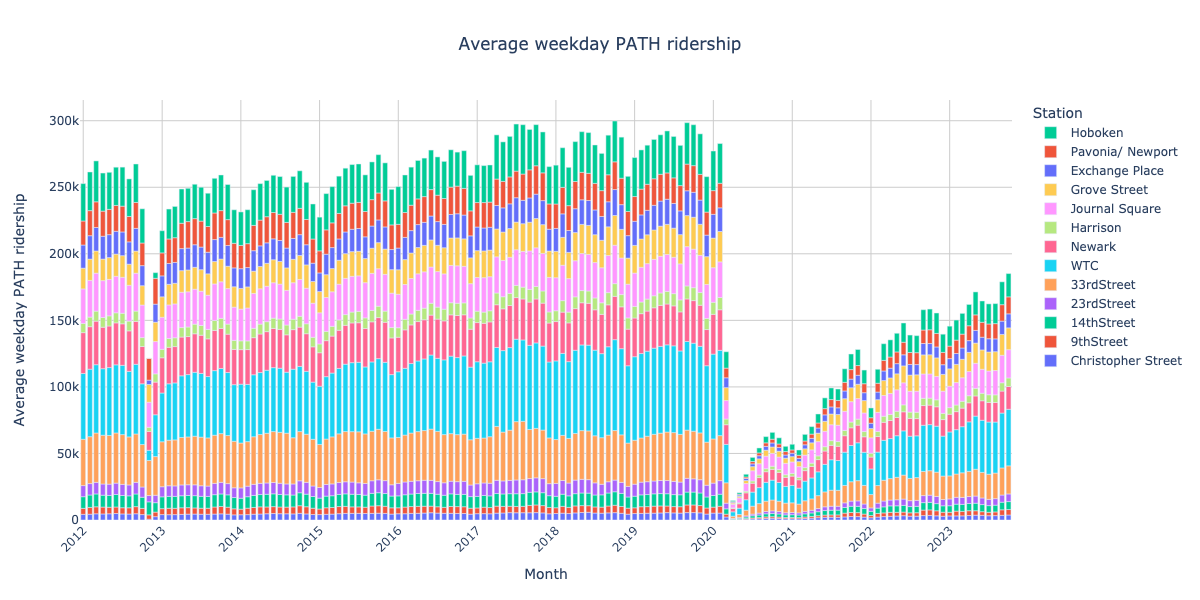 Average weekday PATH ridership
Average weekday PATH ridership
300k
250k
200k
150k
100k
50k
0
2012
2013
2014
2015
2016
2017
2018
2019
2020
2021
2022
2023
Month
Station
Hoboken
Pavonia/ Newport
Exchange Place
Grove Street
Journal Square
Harrison
Newark
WTC
33rdStreet
23rdStreet
14thStreet
9thStreet
Christopher Street